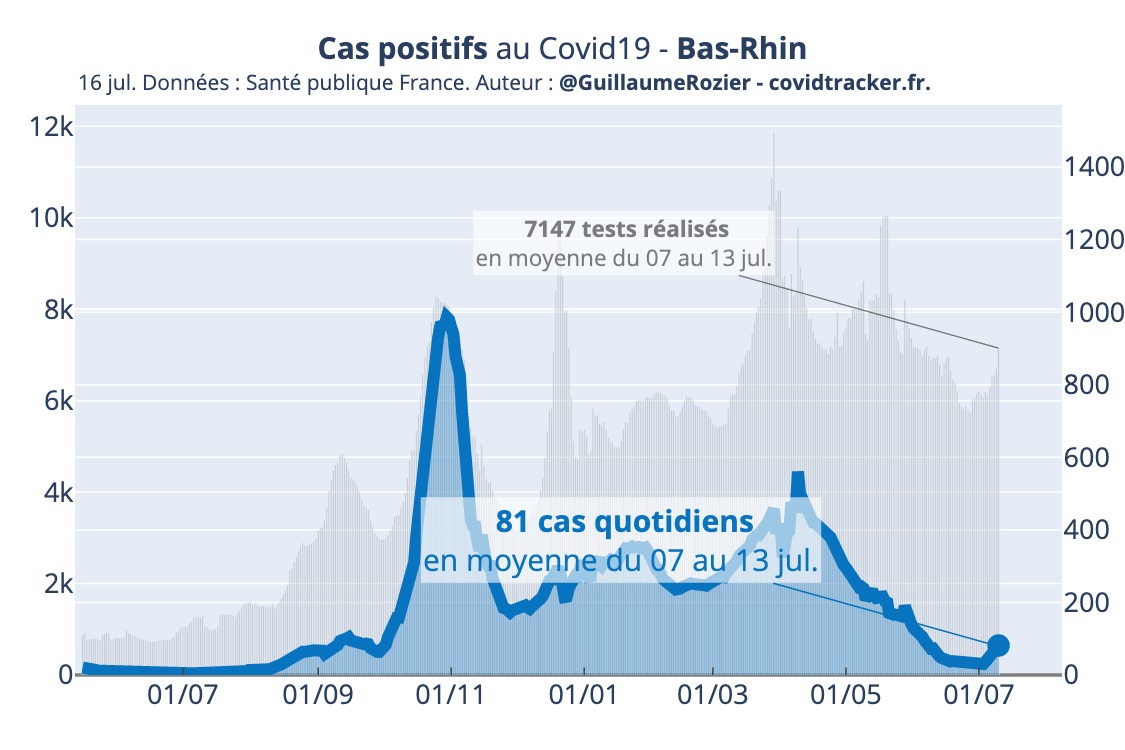 Cas positifs au Covid19 - Bas-Rhin
16 jul. Données : Santé publique France. Auteur : @GuillaumeRozier - covidtracker.fr.
12k
10k
8k
6k
4k
2k
0
1400
1200
1000
800
600
400
200
0
7147 tests réalisés
en moyenne du 07 au 13 jul.
81 cas quotidiens
en moyenne du 07 au 13 jul.
01/07 01/09 01/11 01/01 01/03 01/05 01/07